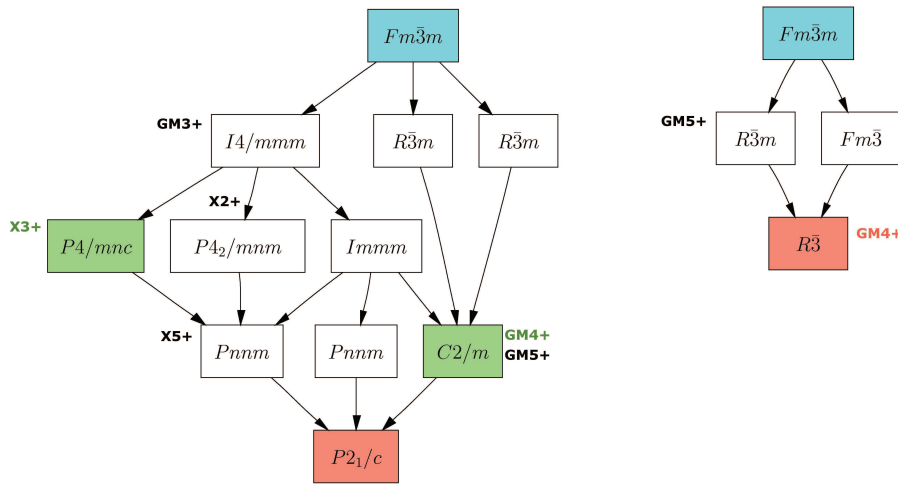 Fm3̄m
GM3+
I4/mmm
R3̄m
R3̄m
X3+
P4/mnc
X2+
P4₂/mnm
Immm
X5+
Pnnm
Pnnm
C2/m
GM4+
GM5+
P2₁/c
Fm3̄m
GM5+
R3̄m
Fm3̄
R3̄
GM4+